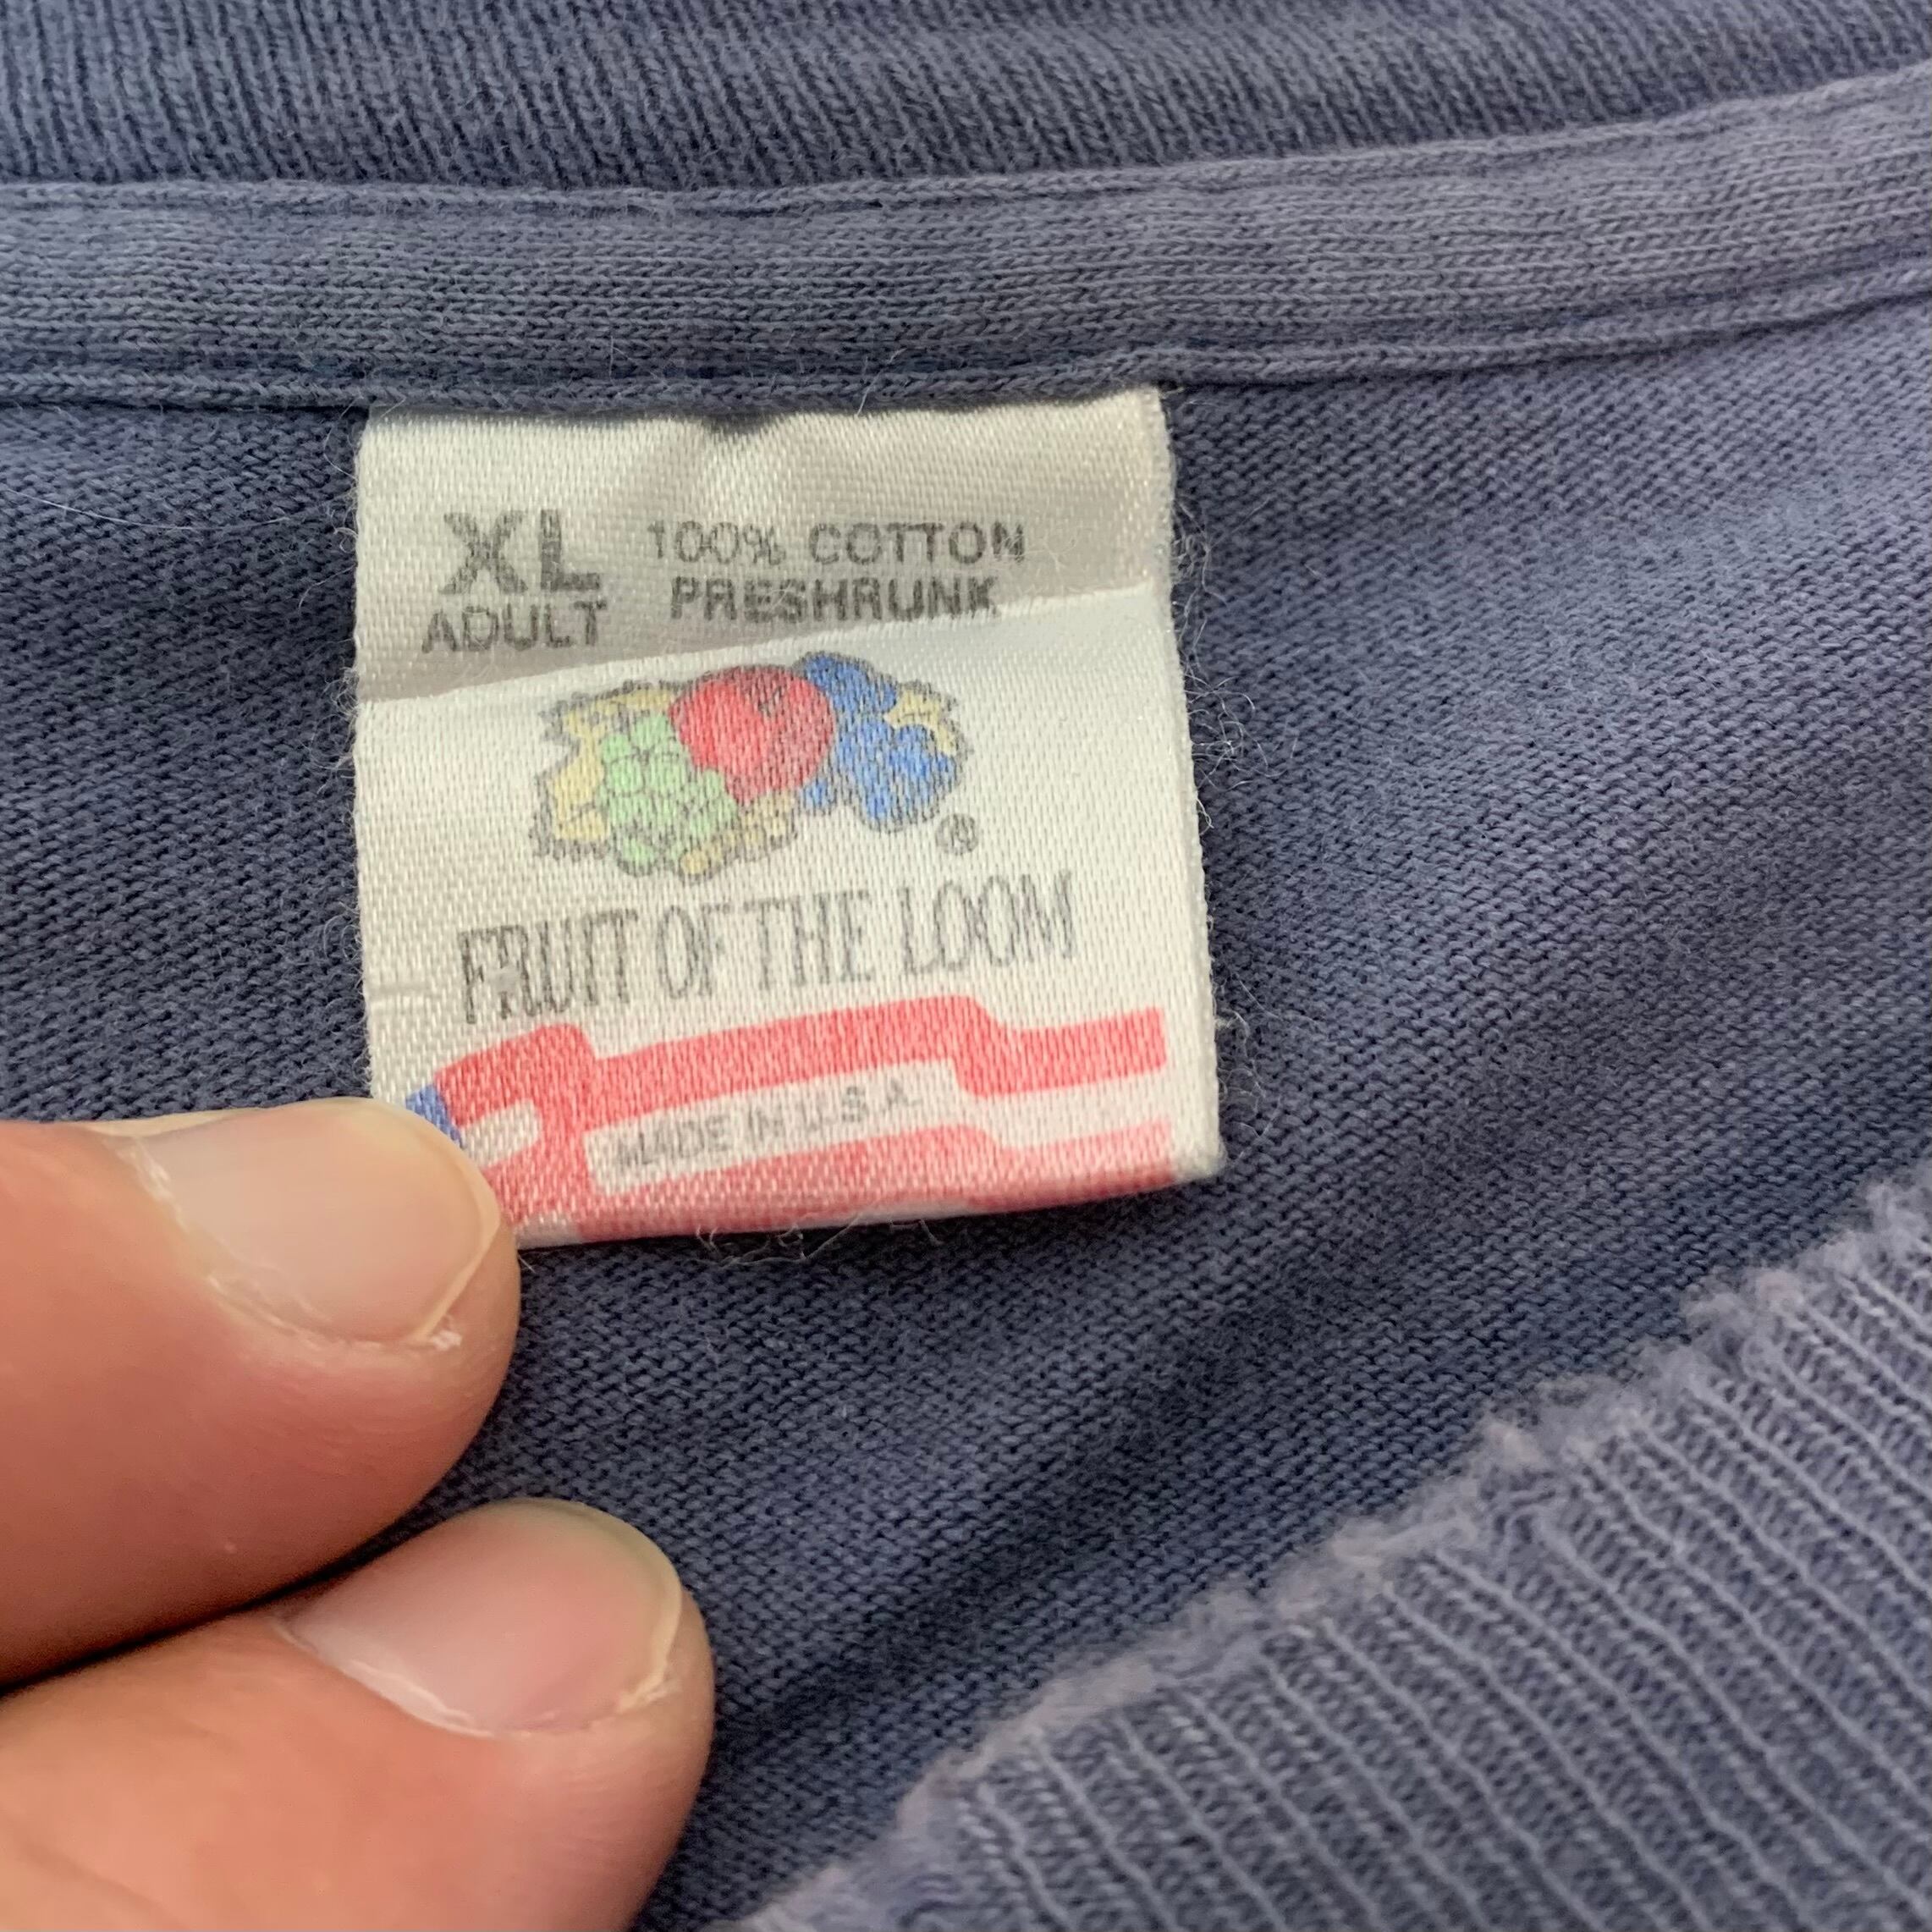 XL 100% COTTON
ADULT PRESHRUNK
®
FRUIT OF THE LOOM
MADE IN U.S.A.